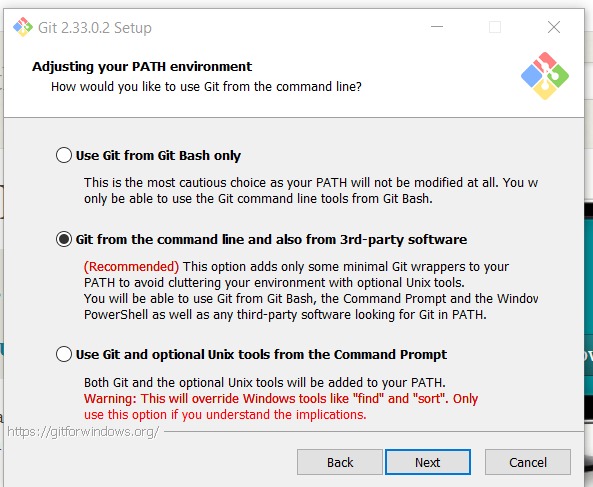 Git 2.33.0.2 Setup
Adjusting your PATH environment
How would you like to use Git from the command line?
Use Git from Git Bash only
This is the most cautious choice as your PATH will not be modified at all. You w
only be able to use the Git command line tools from Git Bash.
Git from the command line and also from 3rd-party software
(Recommended) This option adds only some minimal Git wrappers to your
PATH to avoid cluttering your environment with optional Unix tools.
You will be able to use Git from Git Bash, the Command Prompt and the Window
PowerShell as well as any third-party software looking for Git in PATH.
Use Git and optional Unix tools from the Command Prompt
Both Git and the optional Unix tools will be added to your PATH.
Warning: This will override Windows tools like "find" and "sort". Only
use this option if you understand the implications.
https://gitforwindows.org/
Back
Next
Cancel